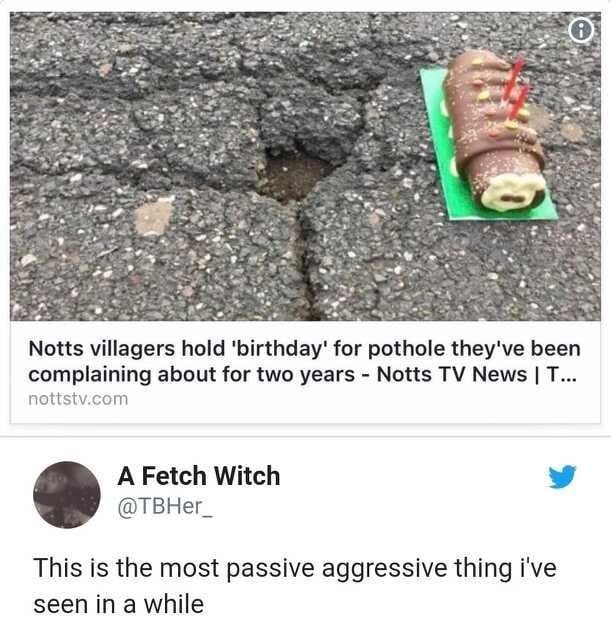 Notts villagers hold 'birthday' for pothole they've been
complaining about for two years - Notts TV News | T...
nottstv.com
A Fetch Witch
@TBHer_
This is the most passive aggressive thing i've
seen in a while